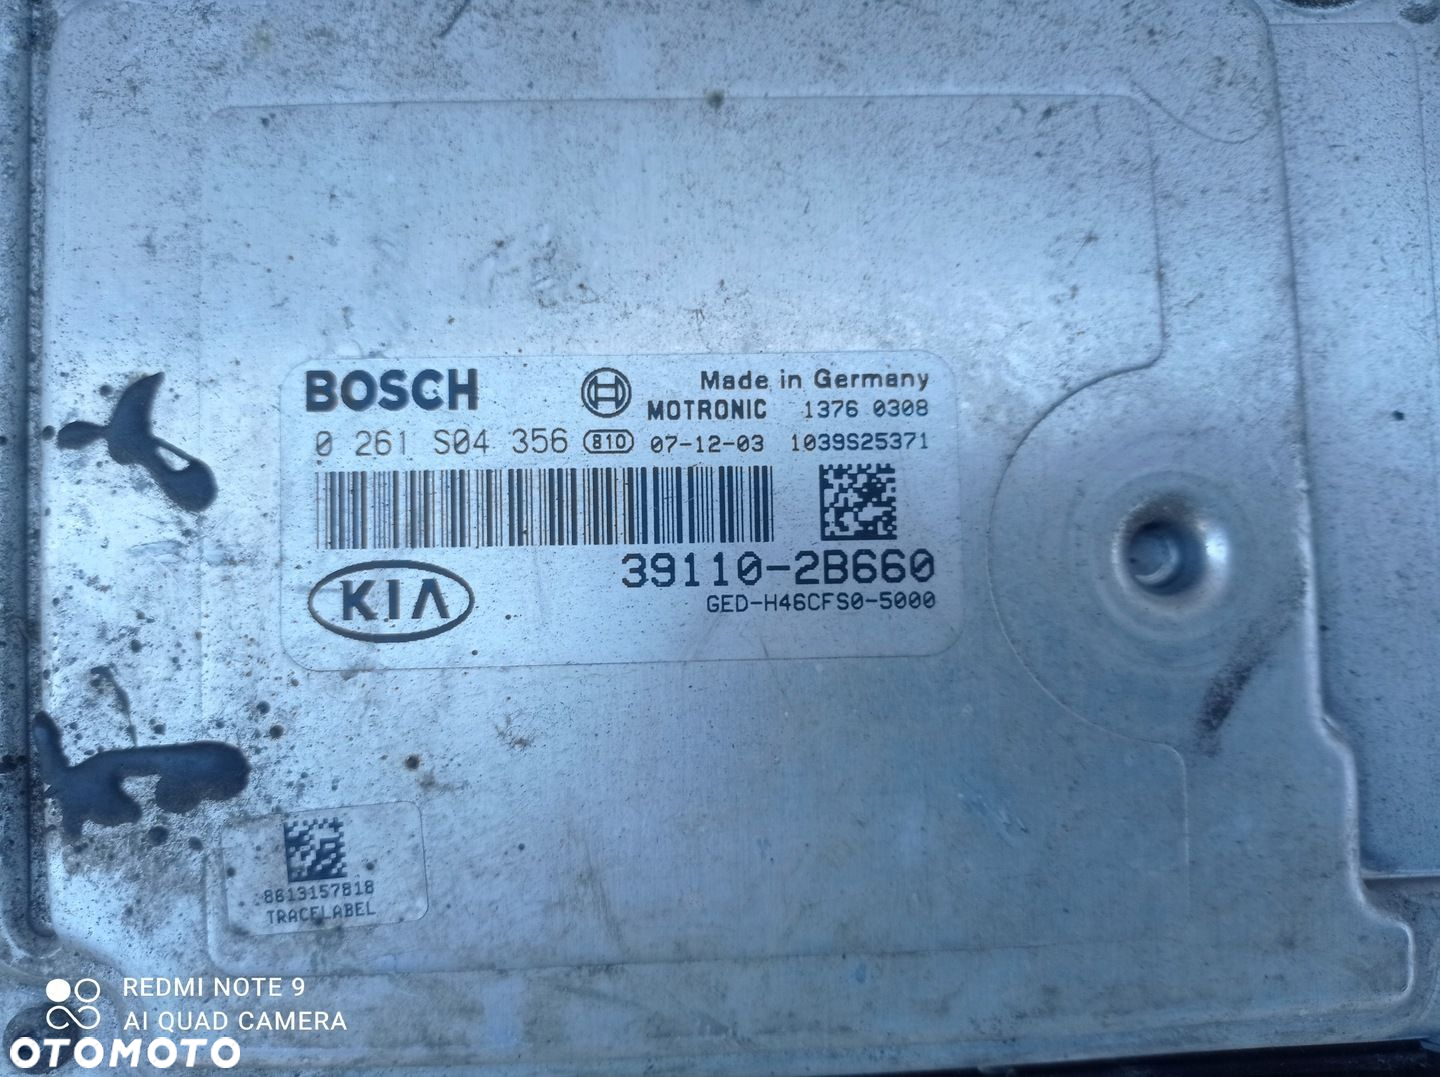 BOSCH
Made in Germany
MOTRONIC 1376 0308
0 261 S04 356 810 07-12-03 1039S25371
39110-2B660
KIA
GED-H46CFS0-5000
8613157818
TRACELABEL
REDMI NOTE 9
AI QUAD CAMERA
OTOMOTO